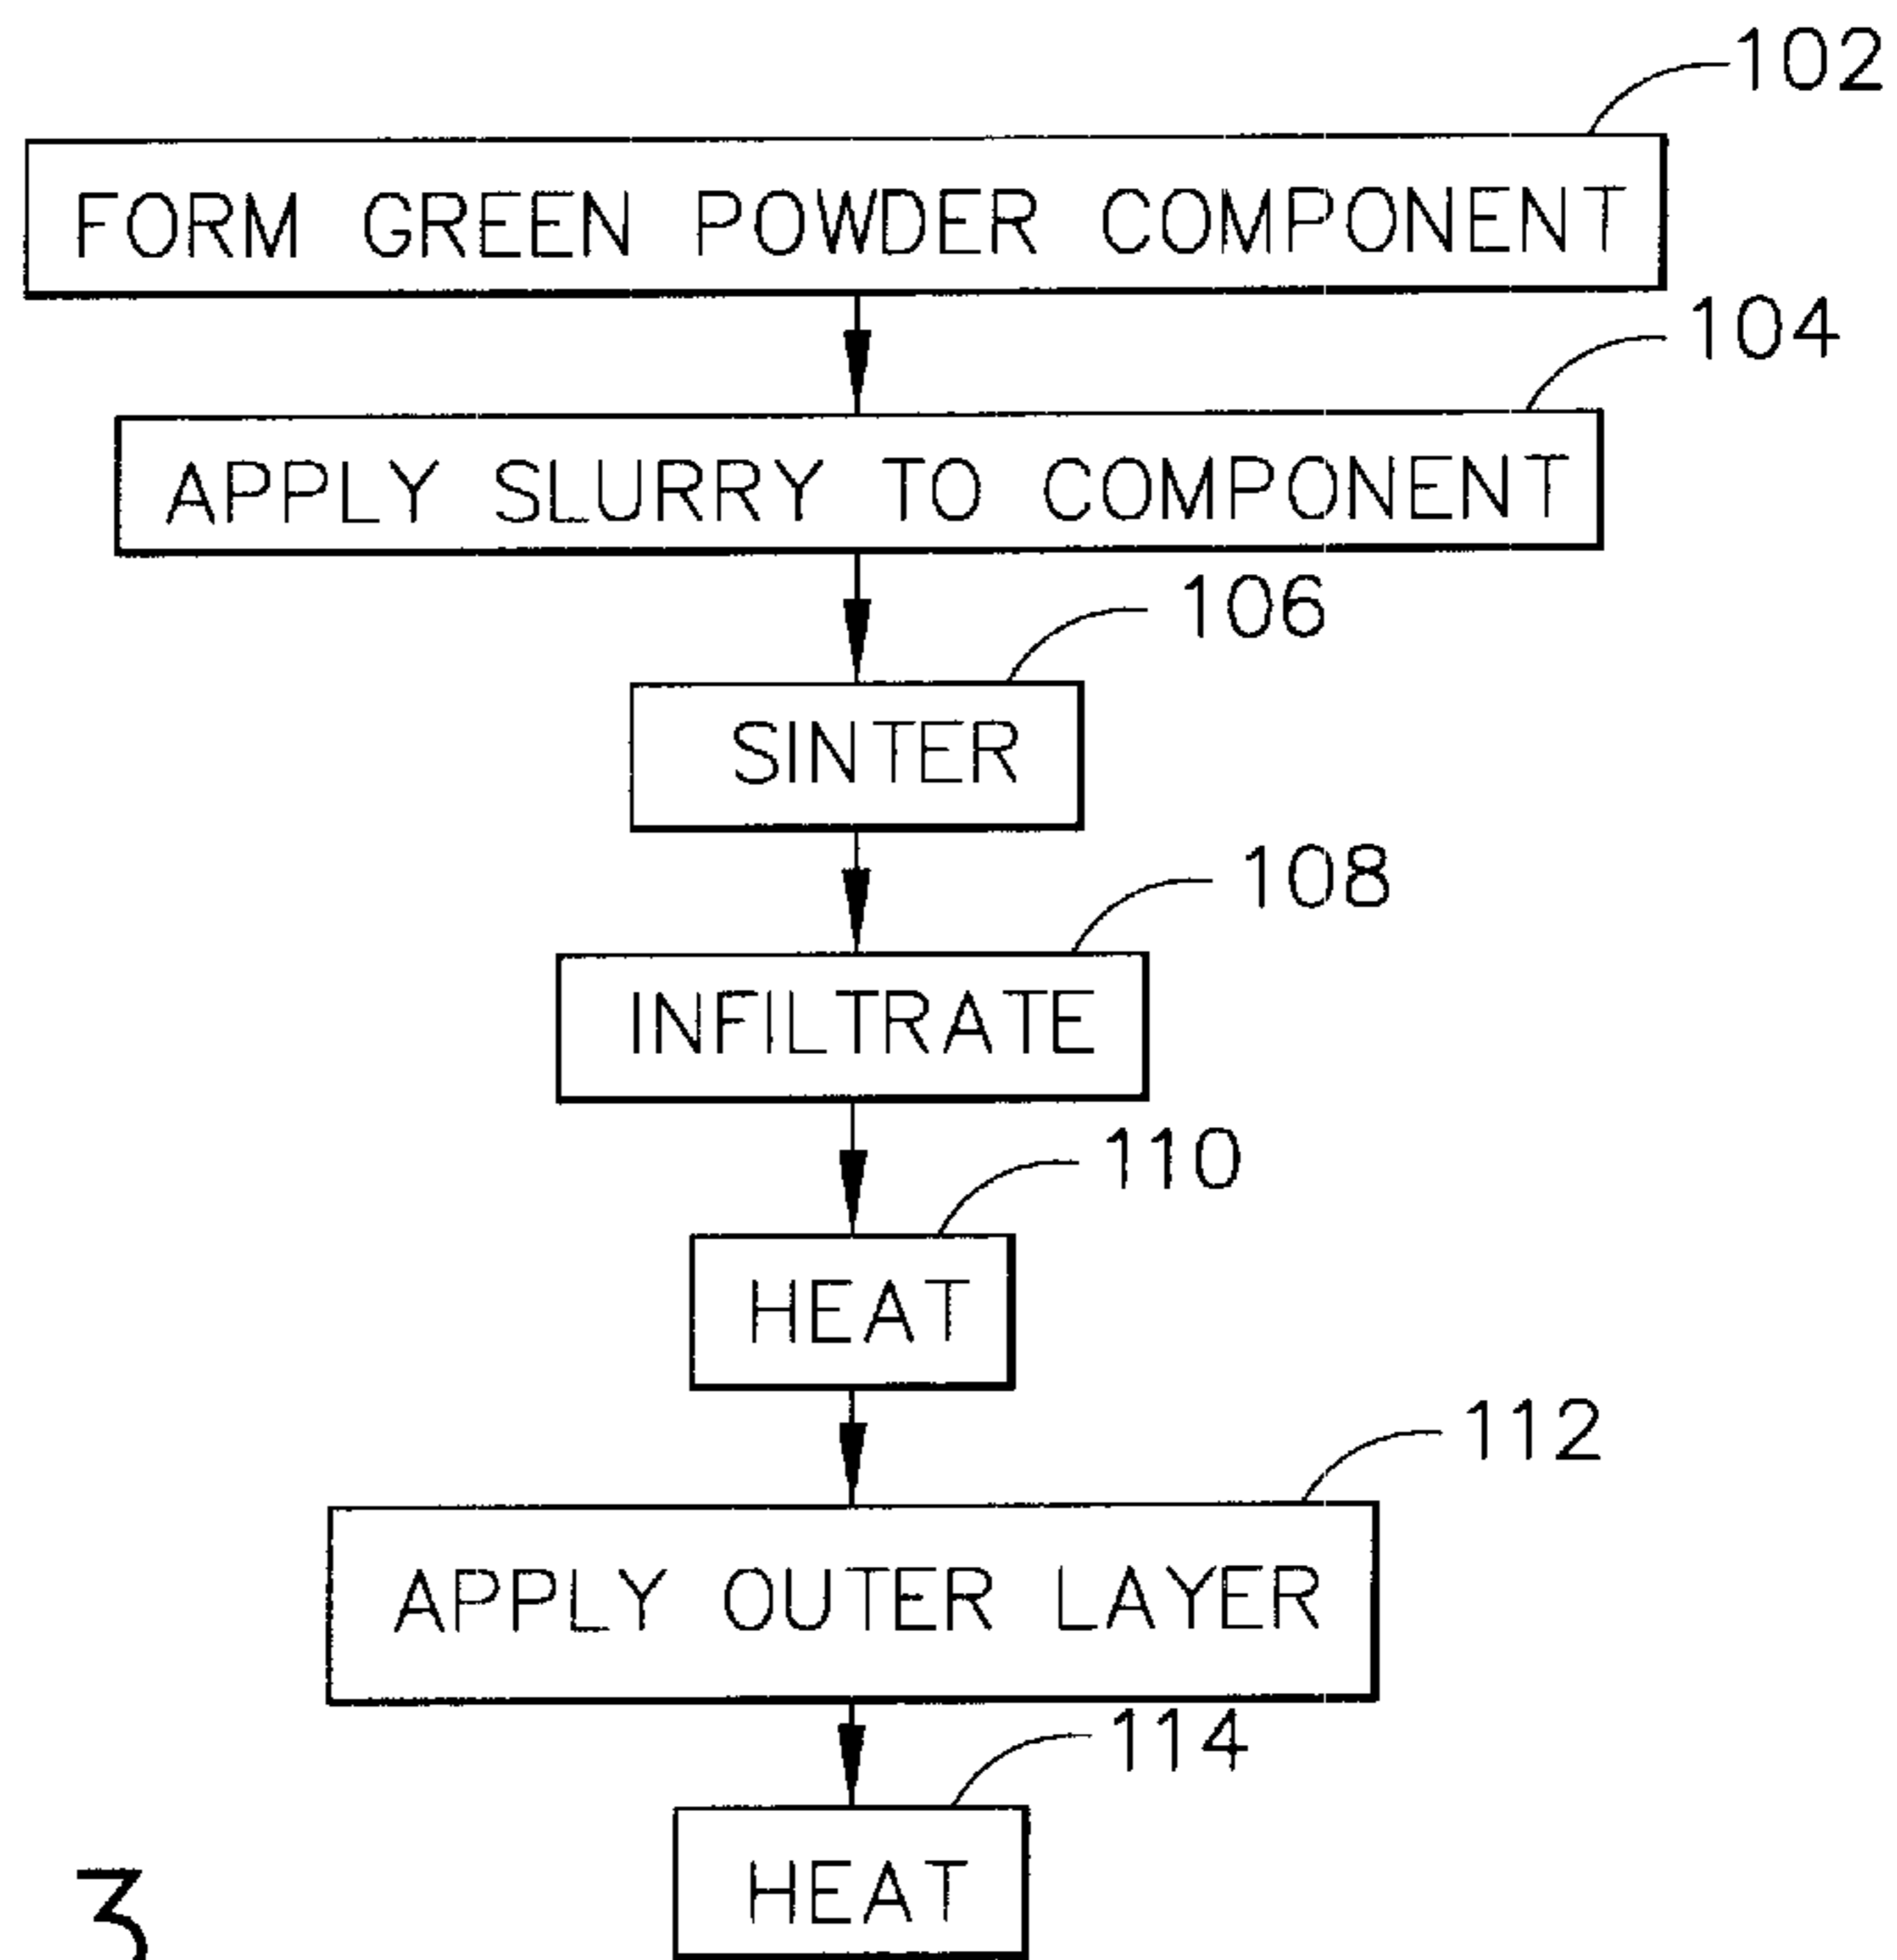 102
FORM GREEN POWDER COMPONENT
104
APPLY SLURRY TO COMPONENT
106
SINTER
108
INFILTRATE
110
HEAT
112
APPLY OUTER LAYER
114
HEAT
3